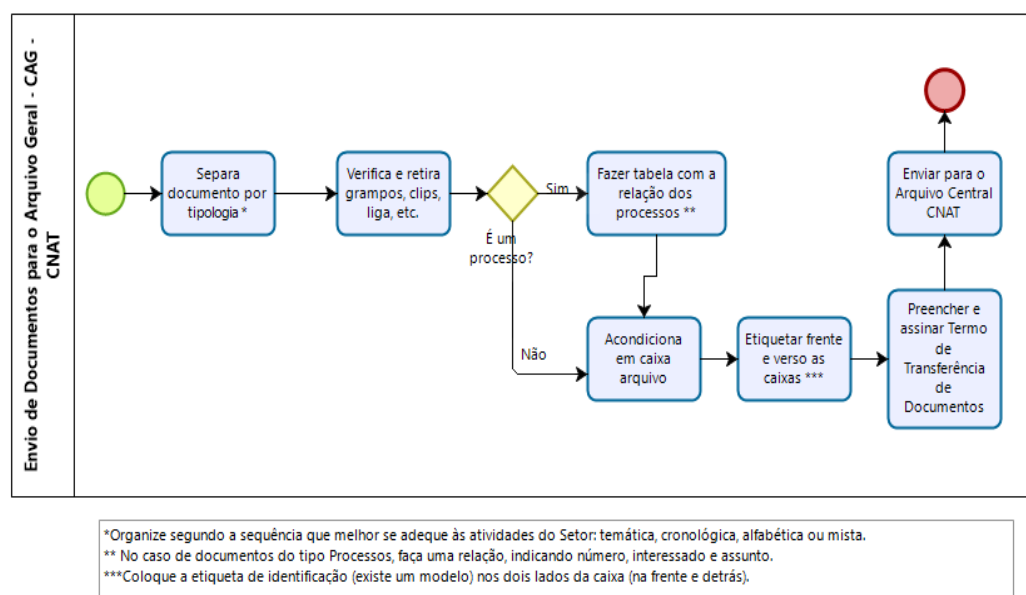 Envio de Documentos para o Arquivo Geral - CAG -
CNAT
Separa
documento por
tipologia *
Verifica e retira
grampos, clips,
liga, etc.
É um
processo?
Sim
Não
Fazer tabela com a
relação dos
processos **
Acondiciona
em caixa
arquivo
Etiquetar frente
e verso as
caixas ***
Preencher e
assinar Termo
de
Transferência
de
Documentos
Enviar para o
Arquivo Central
CNAT
*Organize segundo a sequência que melhor se adeque às atividades do Setor: temática, cronológica, alfabética ou mista.
** No caso de documentos do tipo Processos, faça uma relação, indicando número, interessado e assunto.
***Coloque a etiqueta de identificação (existe um modelo) nos dois lados da caixa (na frente e detrás).